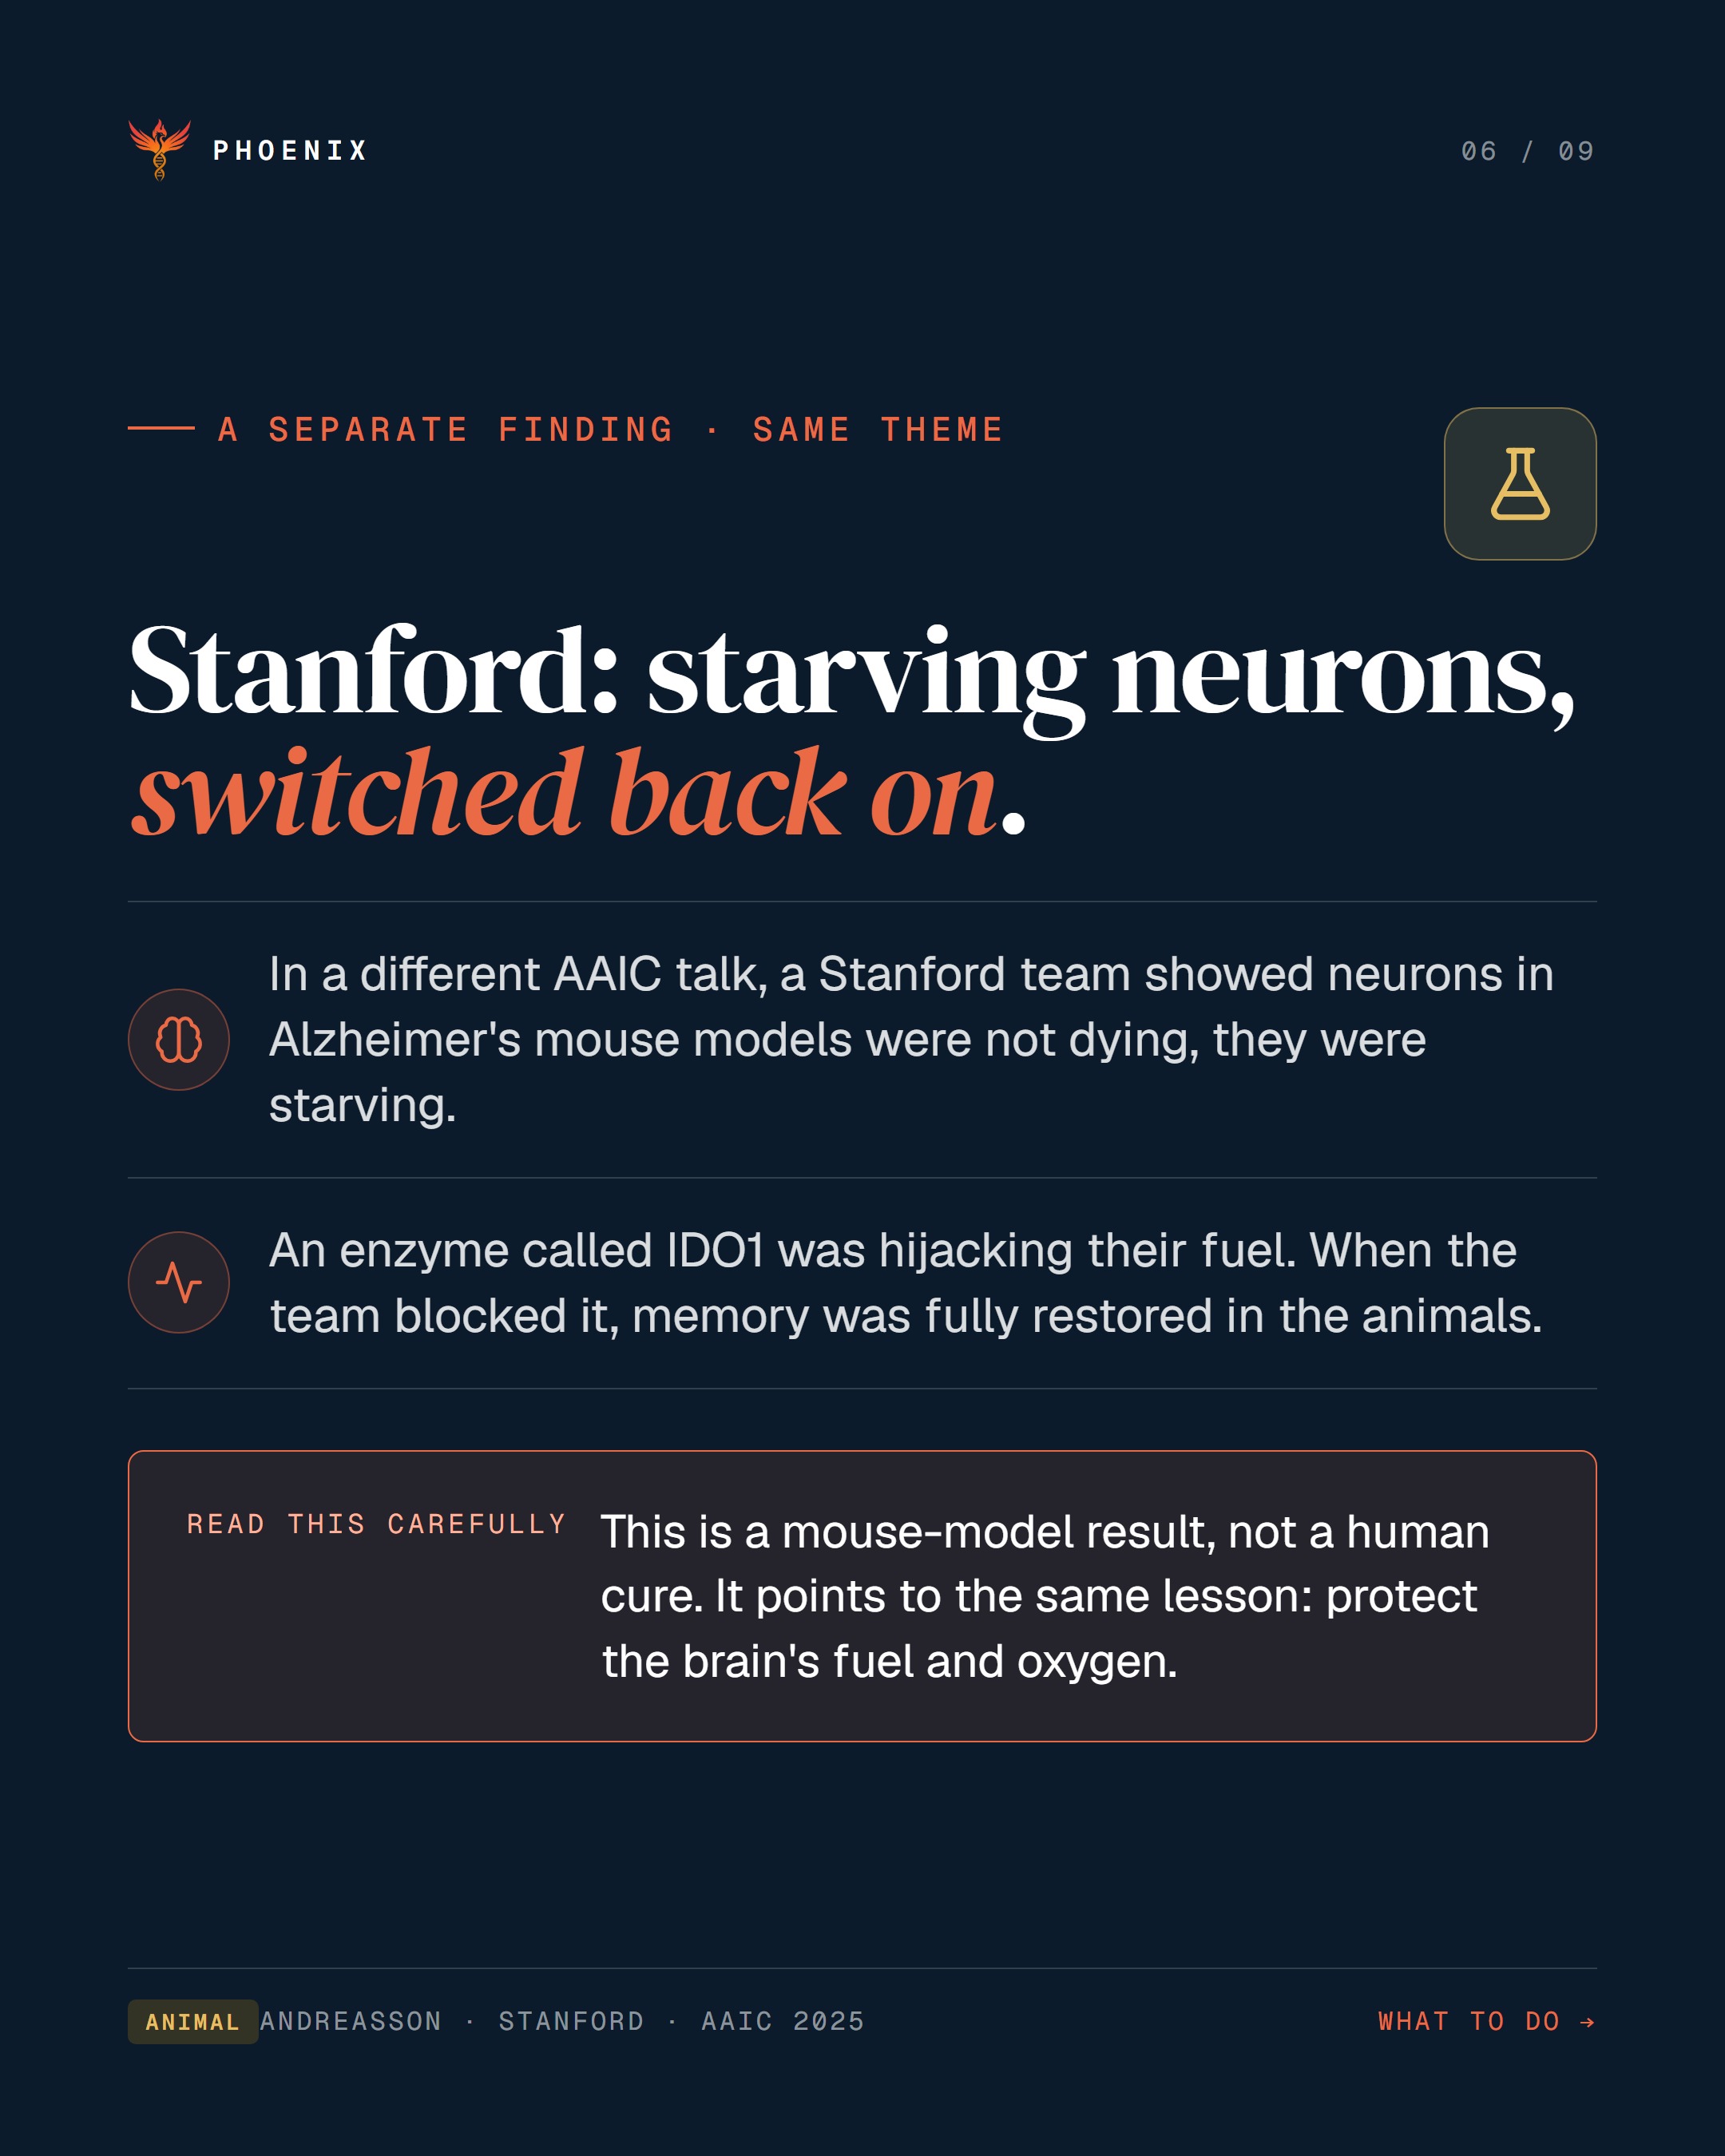 PHOENIX
06 / 09
A SEPARATE FINDING · SAME THEME
Stanford: starving neurons,
switched back on.
In a different AAIC talk, a Stanford team showed neurons in
Alzheimer's mouse models were not dying, they were
starving.
An enzyme called IDO1 was hijacking their fuel. When the
team blocked it, memory was fully restored in the animals.
READ THIS CAREFULLY
This is a mouse-model result, not a human
cure. It points to the same lesson: protect
the brain's fuel and oxygen.
ANIMAL
ANDREASSON · STANFORD · AAIC 2025
WHAT TO DO →